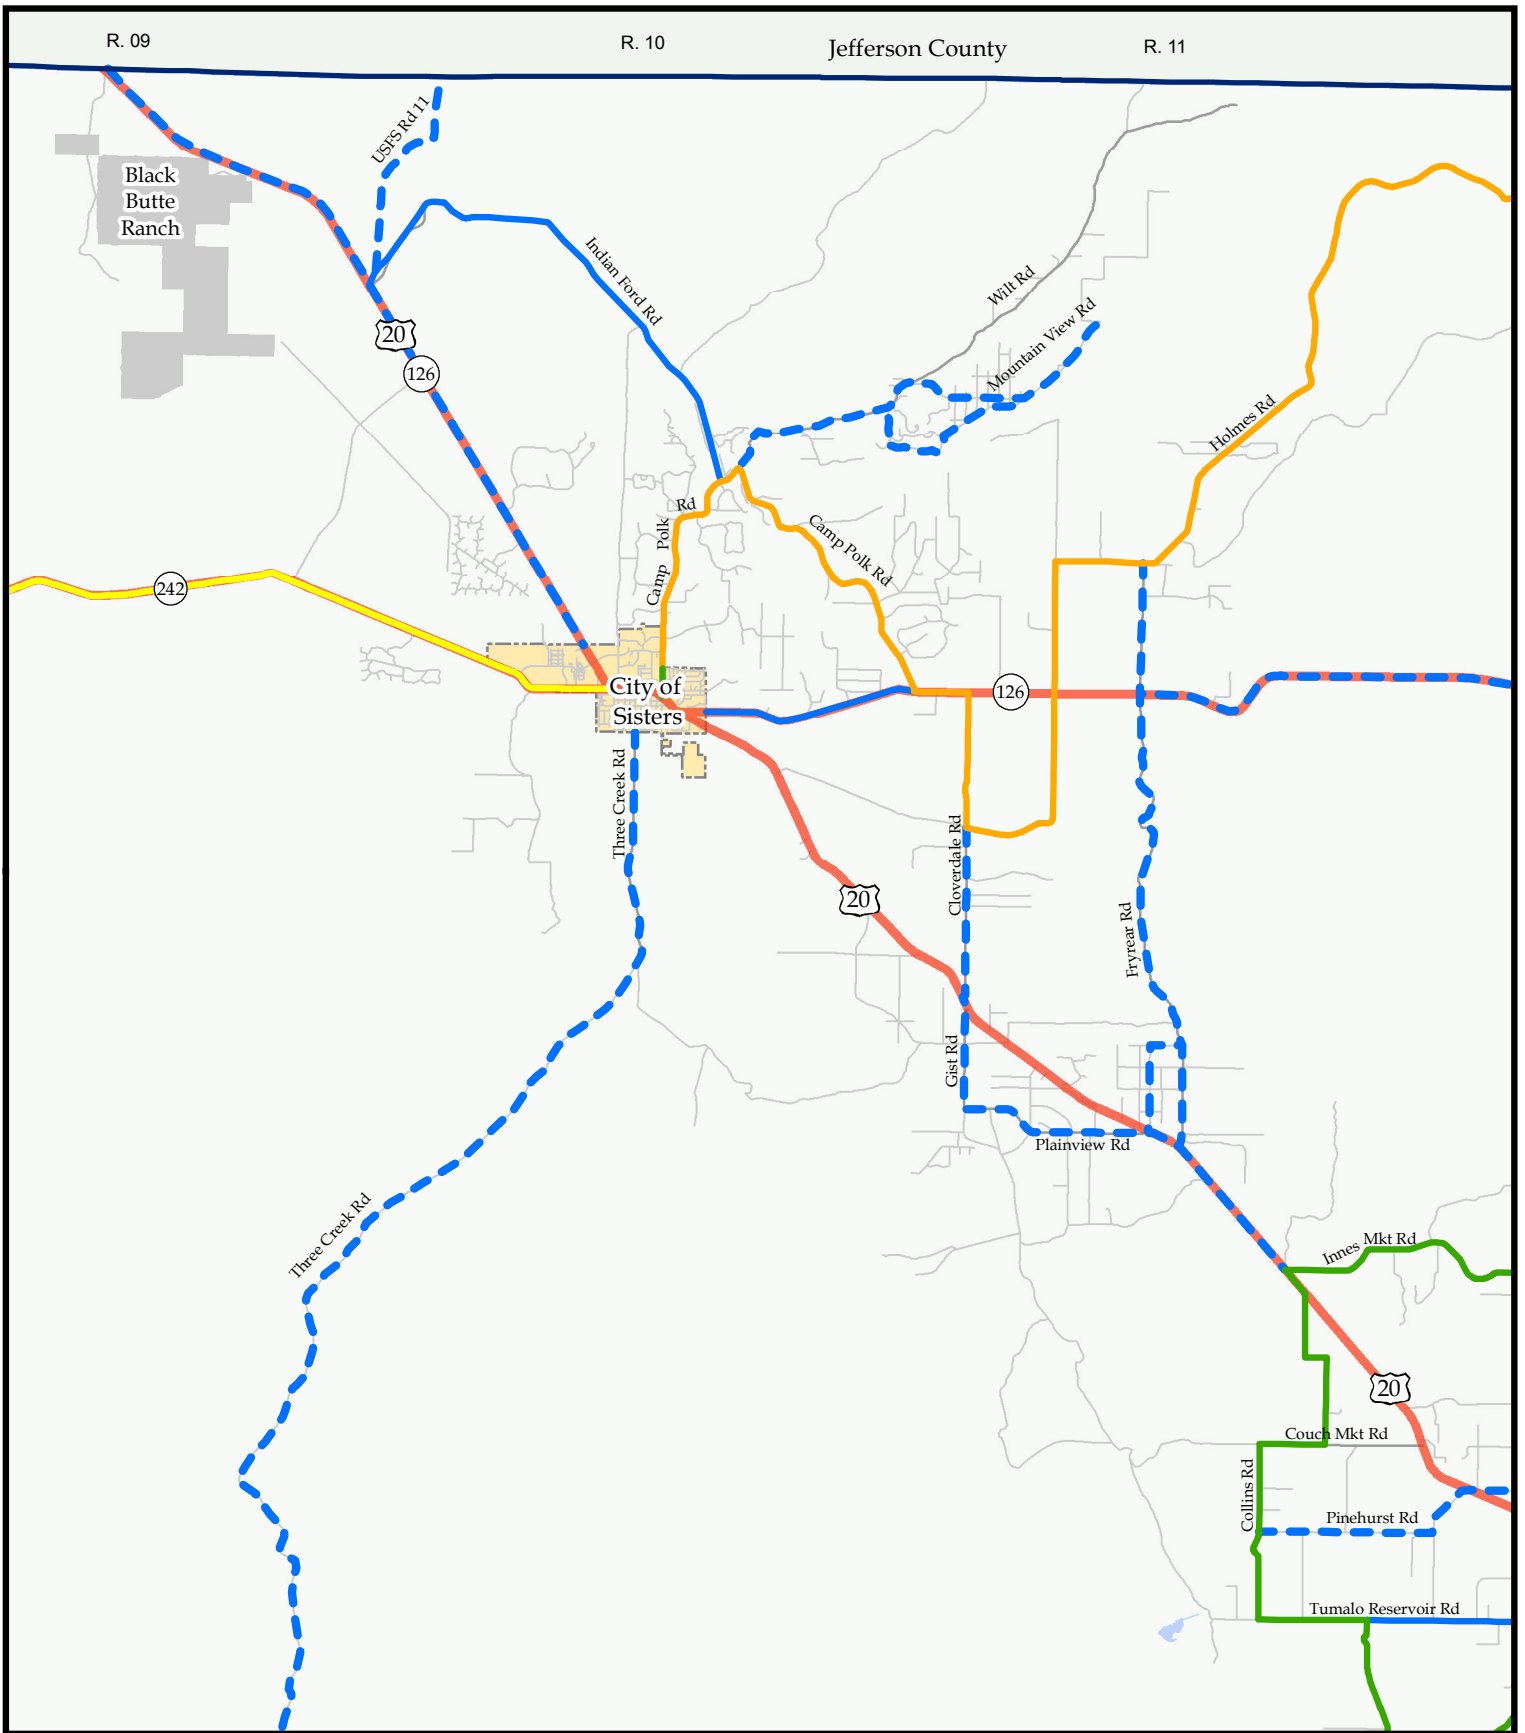 R. 09
R. 10
Jefferson County
R. 11
USFS Rd 11
Black
Butte
Ranch
Indian Ford Rd
Wilt Rd
Mountain View Rd
20
126
Holmes Rd
Camp Polk Rd
Camp Polk Rd
242
City of
Sisters
126
Three Creek Rd
Cloverdale Rd
20
Fryrear Rd
Gist Rd
Plainview Rd
Three Creek Rd
Innes Mkt Rd
20
Couch Mkt Rd
Collins Rd
Pinehurst Rd
Tumalo Reservoir Rd